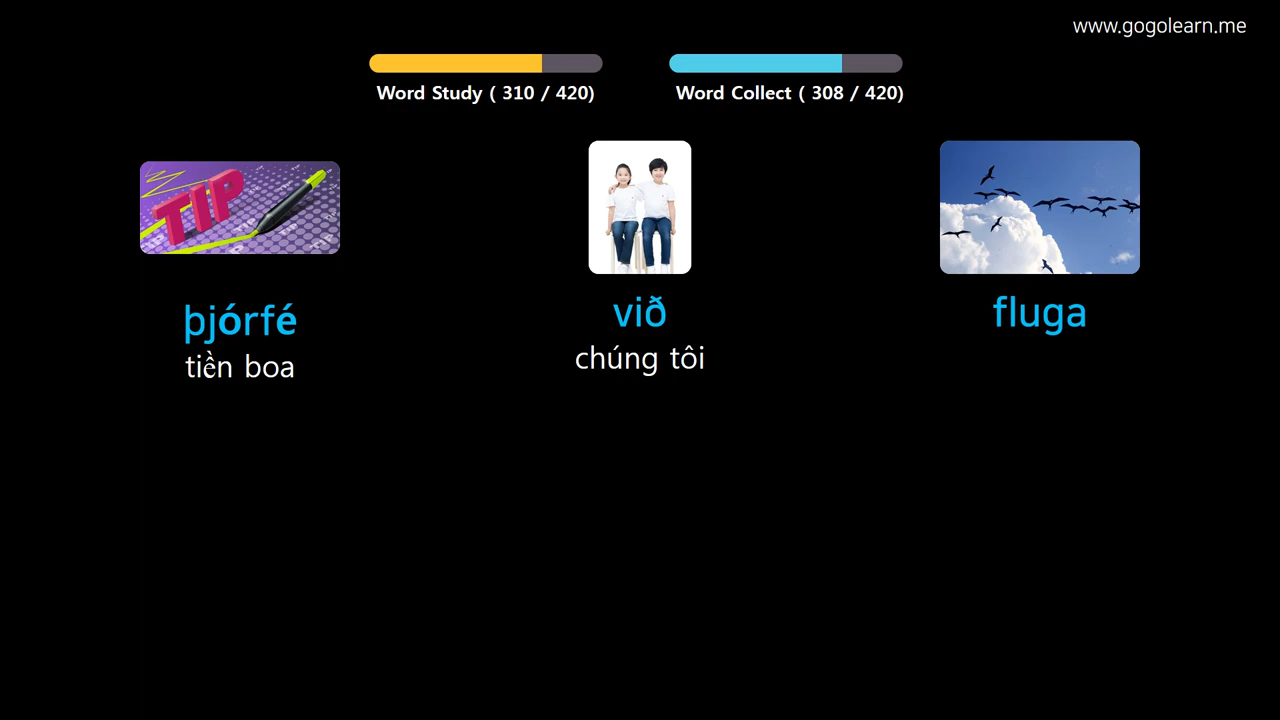 www.gogolearn.me
Word Study ( 310 / 420)
Word Collect ( 308 / 420)
TIP
þjórfé
við
fluga
tiền boa
chúng tôi